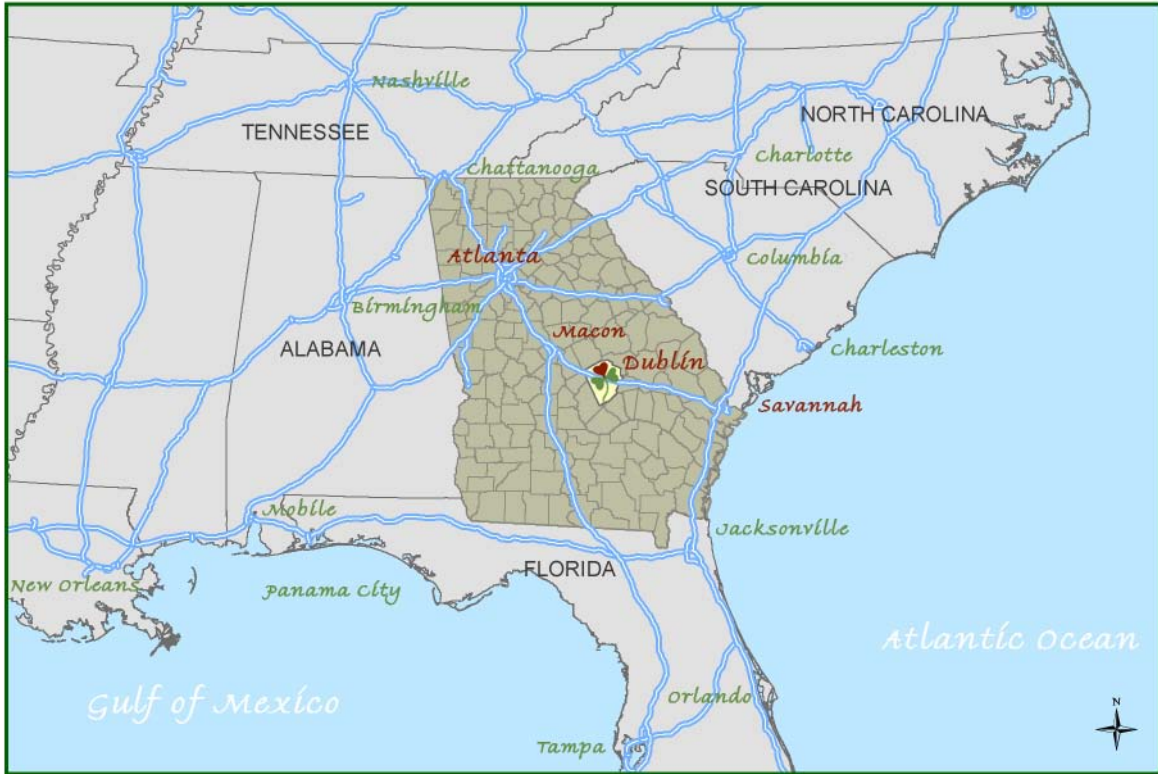 Nashville
TENNESSEE
NORTH CAROLINA
Charlotte
Chattanooga
SOUTH CAROLINA
Atlanta
Columbia
Birmingham
Macon
ALABAMA
Charleston
Dublin
Savannah
Mobile
Jacksonville
FLORIDA
New Orleans
Panama City
Atlantic Ocean
Orlando
Gulf of Mexico
N
Tampa